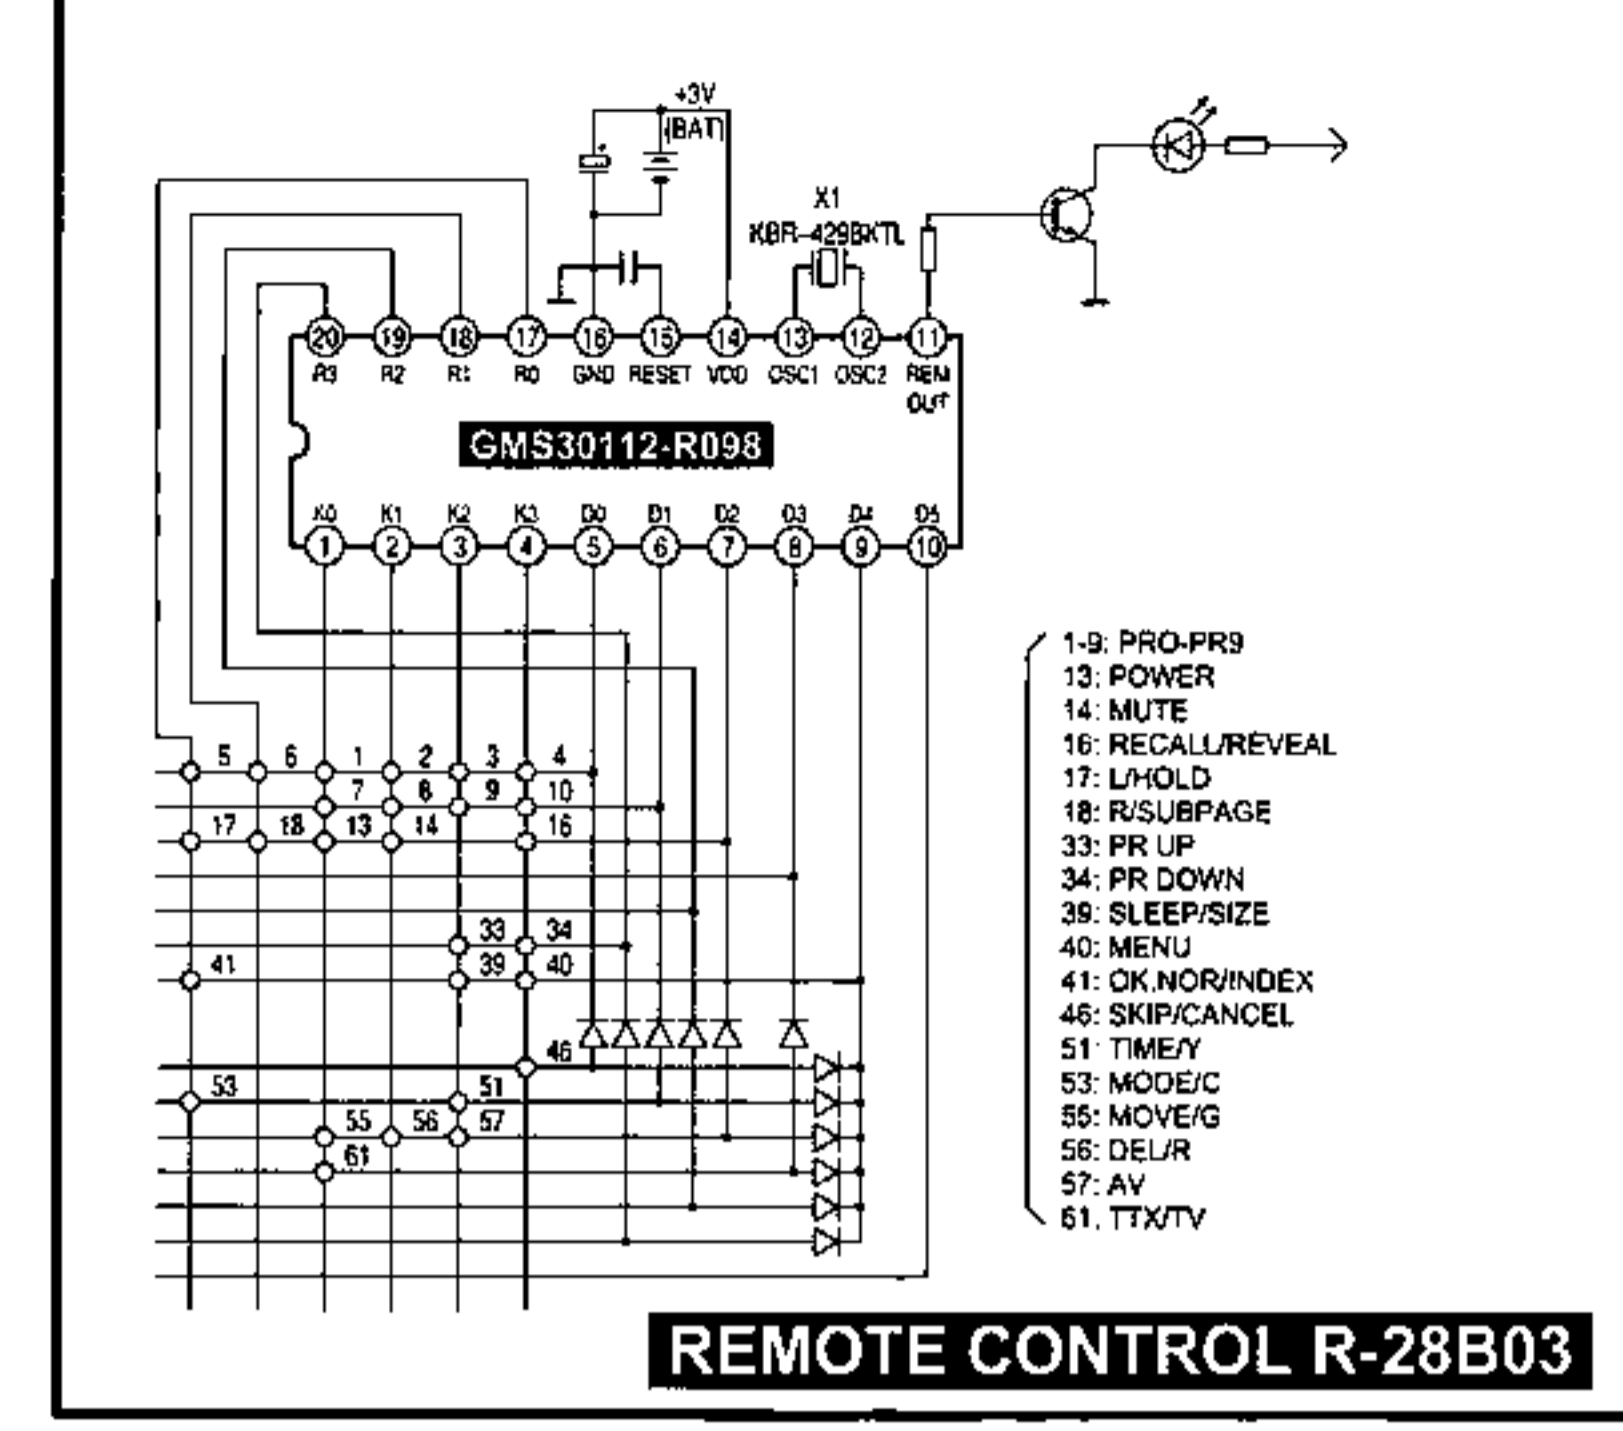 +3V
(BAT)
X1
KBR-429BKTL
20 19 18 17 16 15 14 13 12 11
R3 R2 R1 R0 GND RESET VDD OSC1 OSC2 REM
OUT
GMS30112-R098
K0 K1 K2 K3 D0 D1 D2 D3 D4 D5
1 2 3 4 5 6 7 8 9 10
1-9: PRO-PR9
13: POWER
14: MUTE
16: RECALL/REVEAL
17: L/HOLD
18: R/SUBPAGE
33: PR UP
34: PR DOWN
39: SLEEP/SIZE
40: MENU
41: OK.NOR/INDEX
46: SKIP/CANCEL
51: TIME/Y
53: MODE/C
55: MOVE/G
56: DEL/R
57: AV
61. TTX/TV
5 6 1 2 3 4
7 8 9 10
17 18 13 14 16
33 34
41 39 40
46
53 51
55 56 57
61
REMOTE CONTROL R-28B03